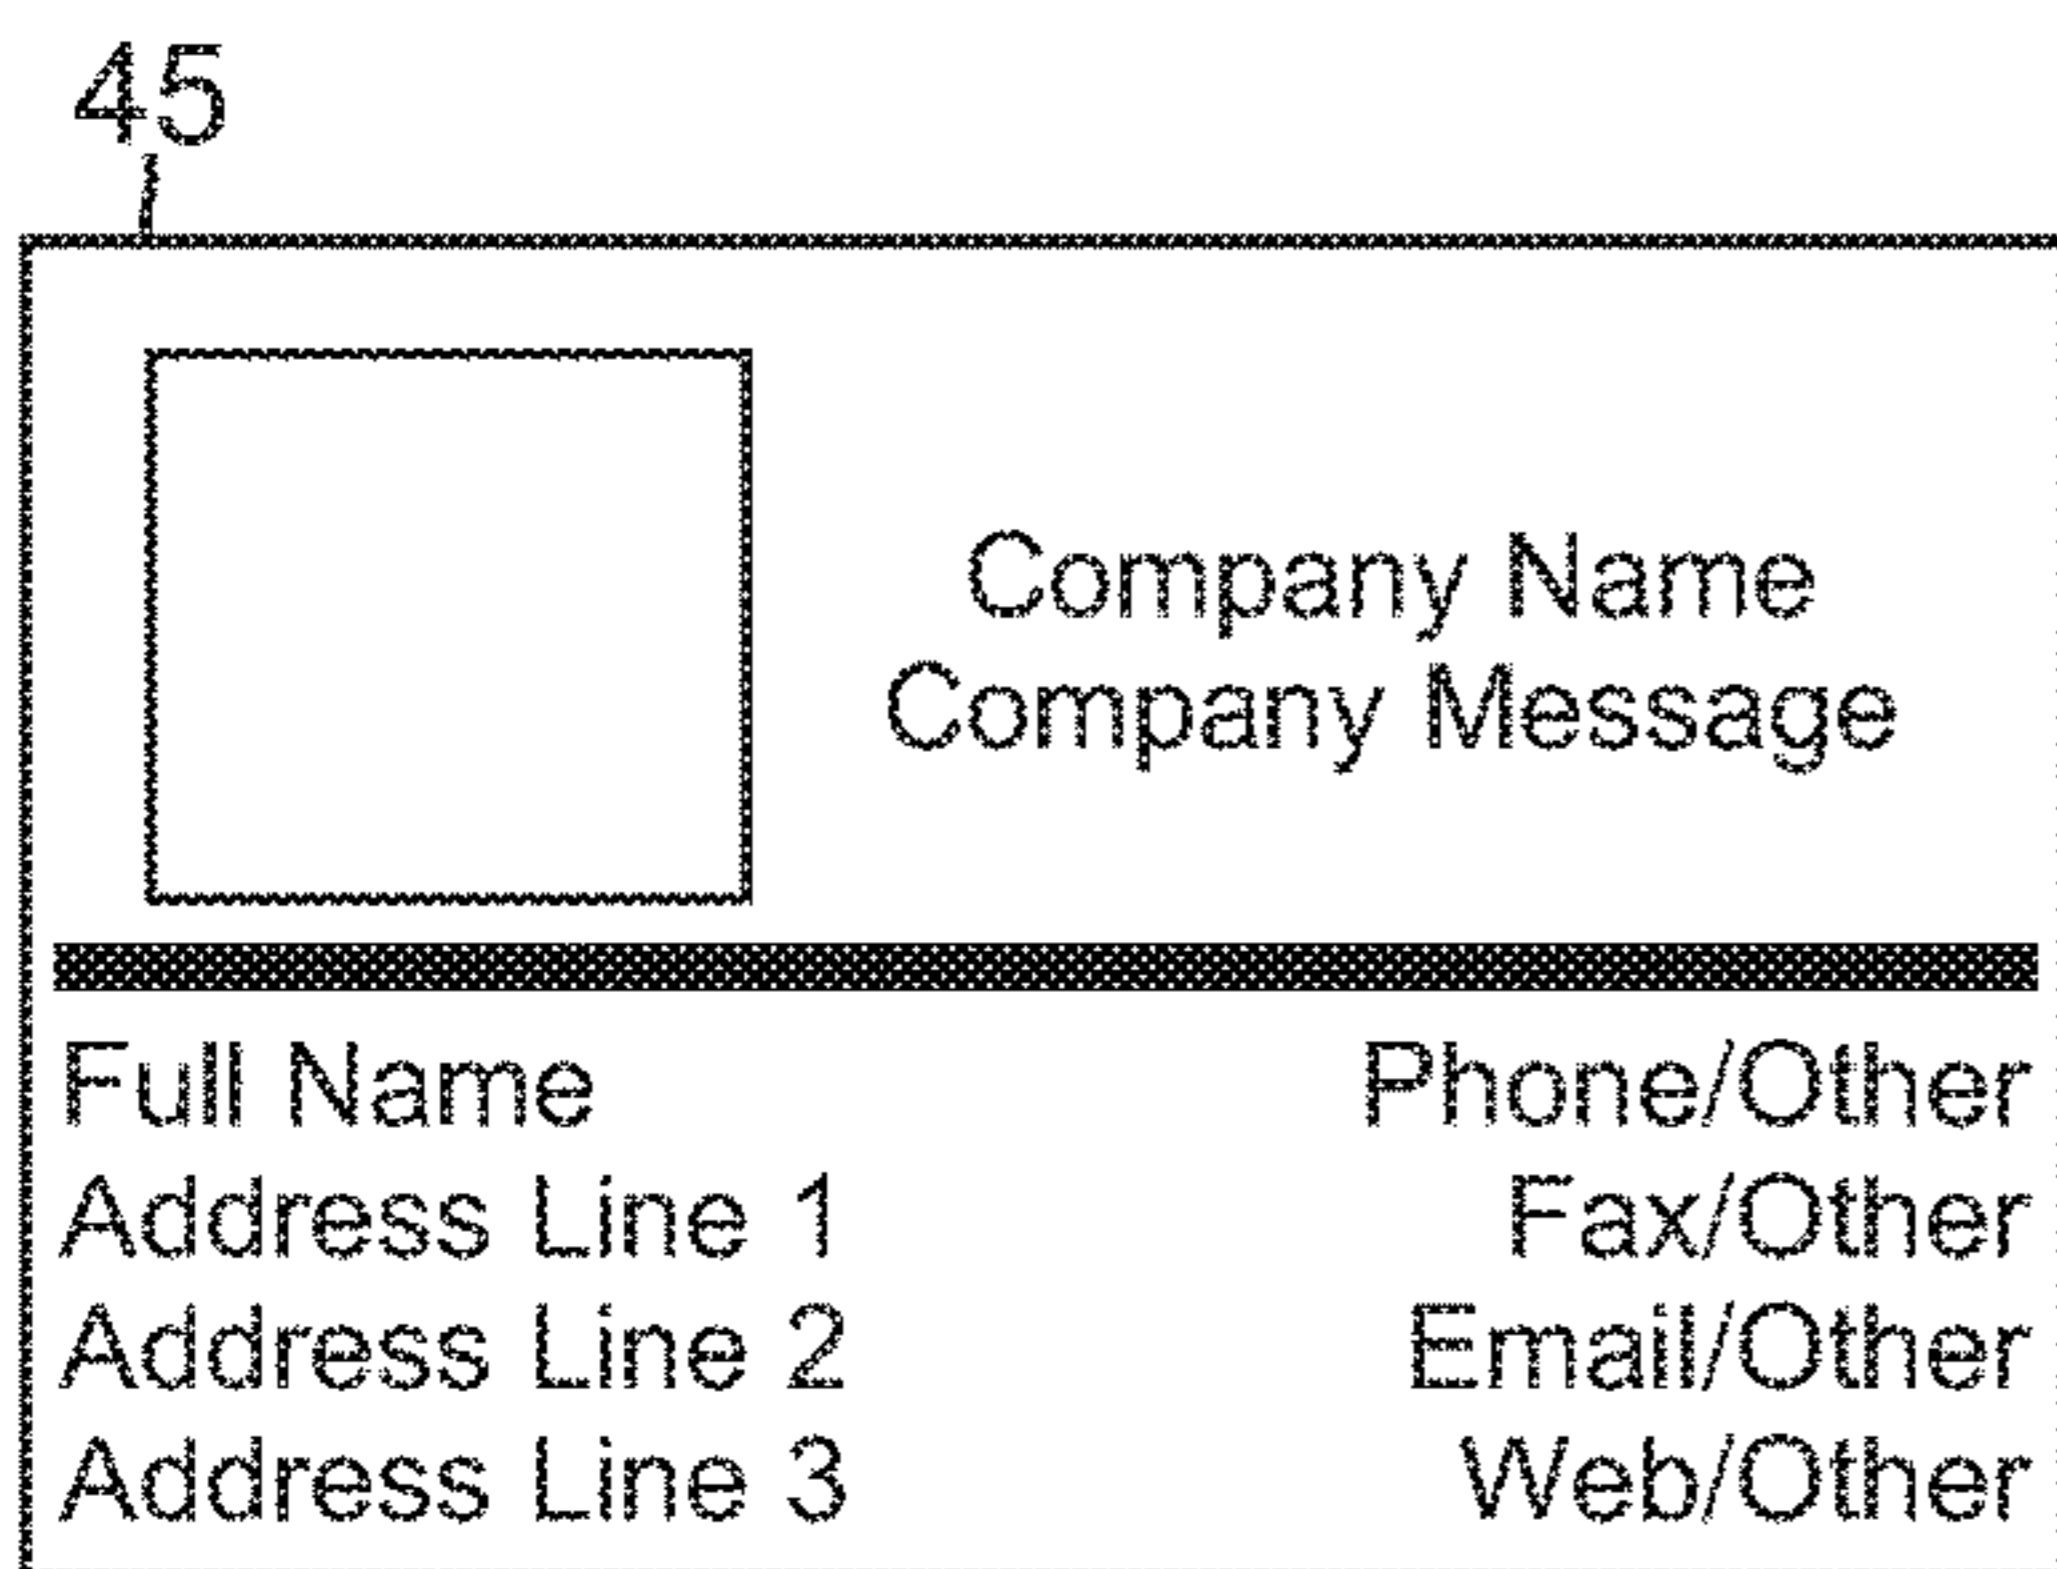 45
Company Name
Company Message
Full Name
Phone/Other
Address Line 1
Fax/Other
Address Line 2
Email/Other
Address Line 3
Web/Other